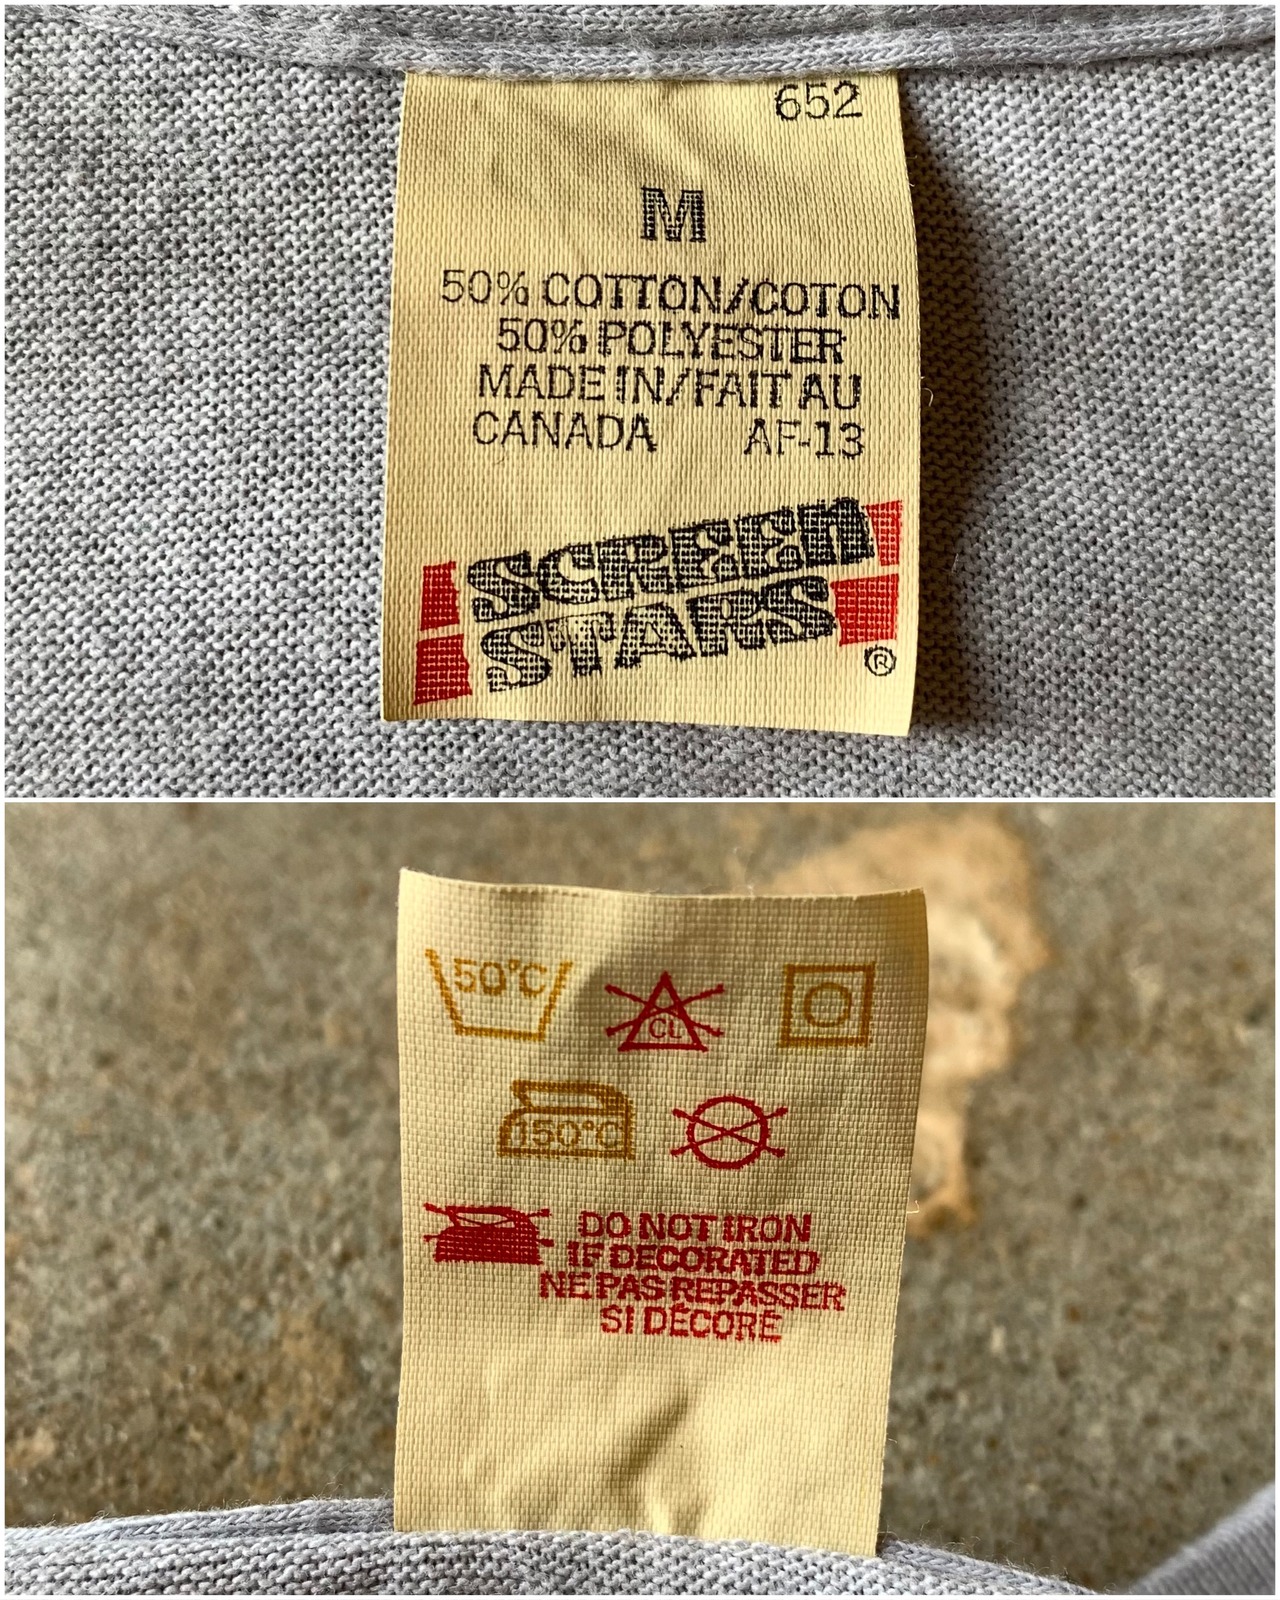 652
M
50% COTTON/COTON
50% POLYESTER
MADE IN/FAIT AU
CANADA AF-13
SCREEN
STARS
®
50°C
CL
150°C
DO NOT IRON
IF DECORATED
NE PAS REPASSER
SI DÉCORÉ